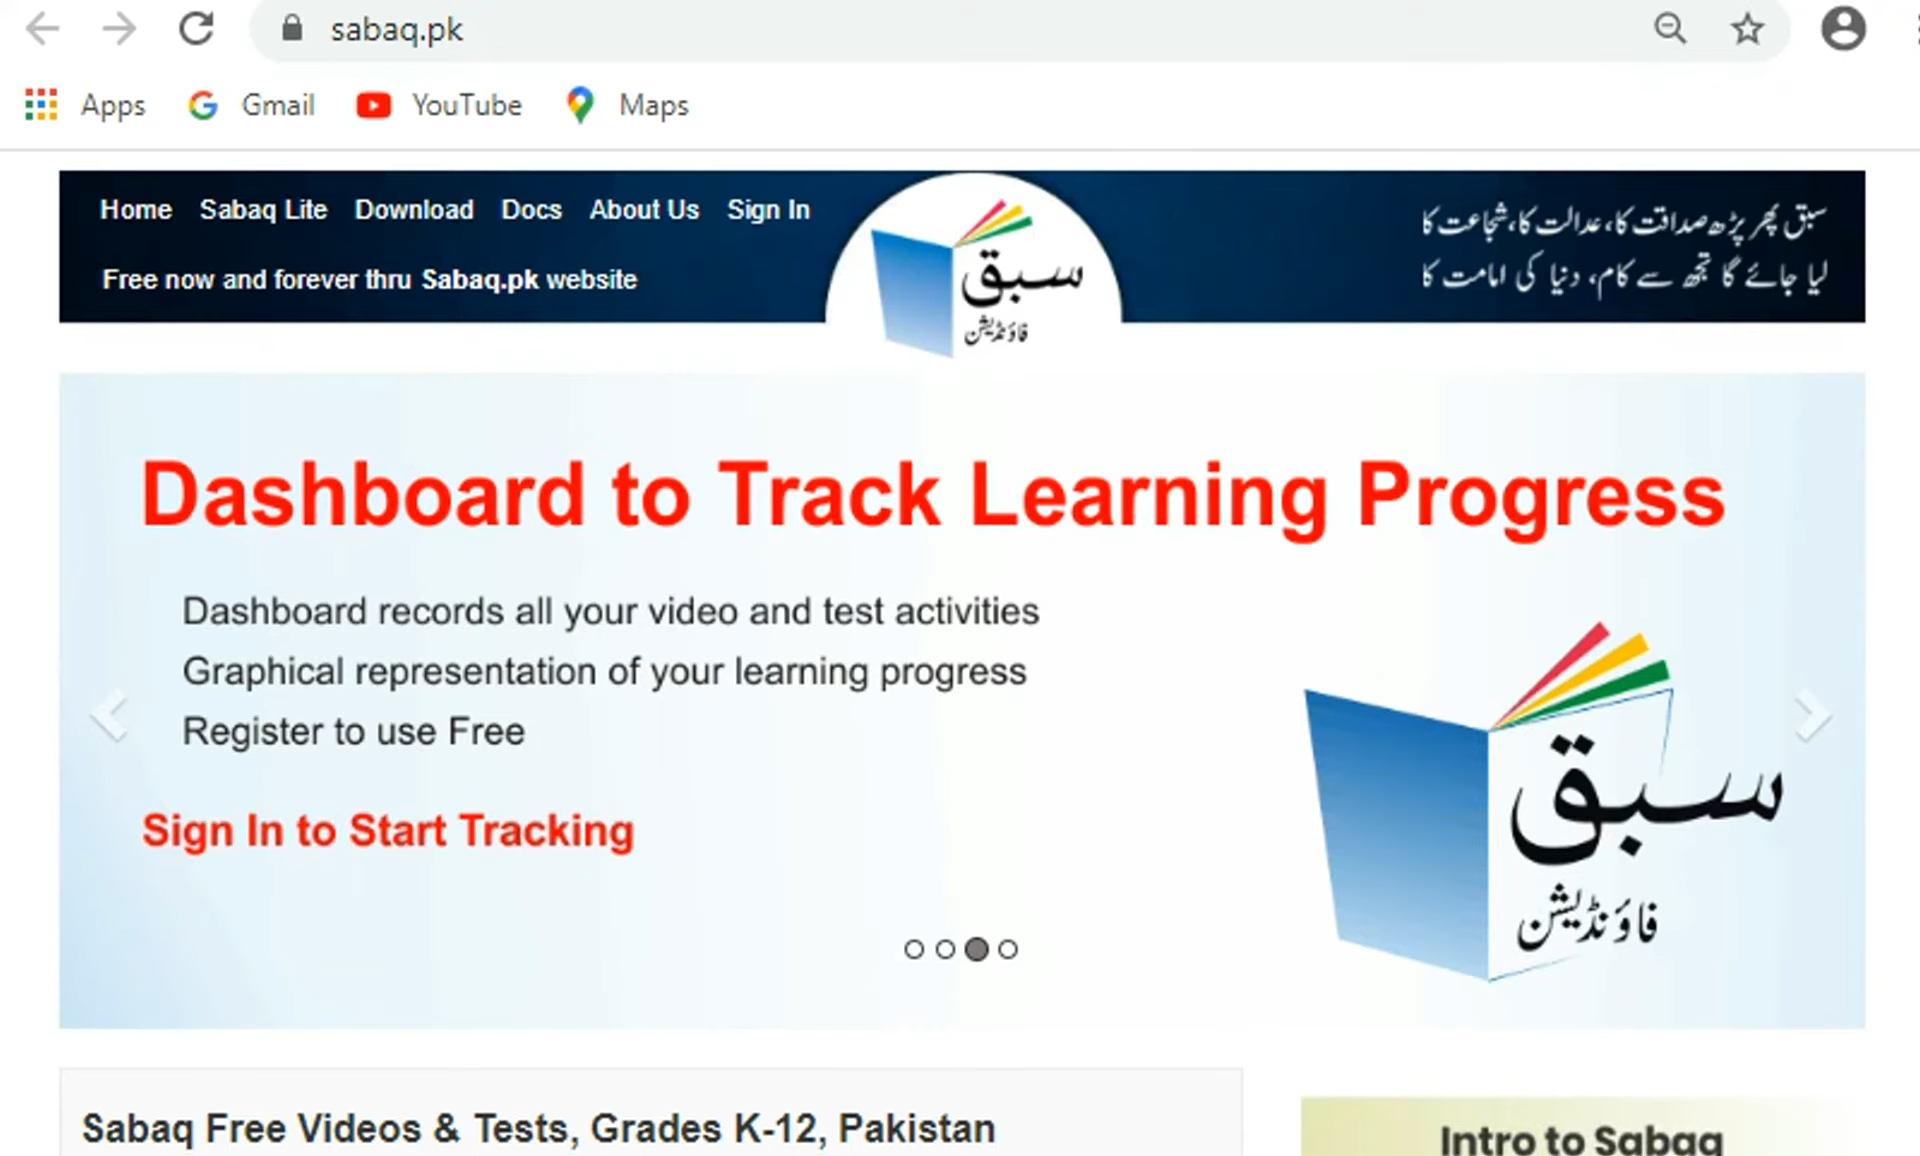 sabaq.pk
Apps Gmail YouTube Maps
Home Sabaq Lite Download Docs About Us Sign In
Free now and forever thru Sabaq.pk website
سبق
فاؤنڈیشن
سبق پھر پڑھ صداقت کا، عدالت کا، شجاعت کا
لیا جائے گا تجھ سے کام، دنیا کی امامت کا
Dashboard to Track Learning Progress
Dashboard records all your video and test activities
Graphical representation of your learning progress
Register to use Free
Sign In to Start Tracking
سبق
فاؤنڈیشن
Sabaq Free Videos & Tests, Grades K-12, Pakistan
Intro to Sabaq